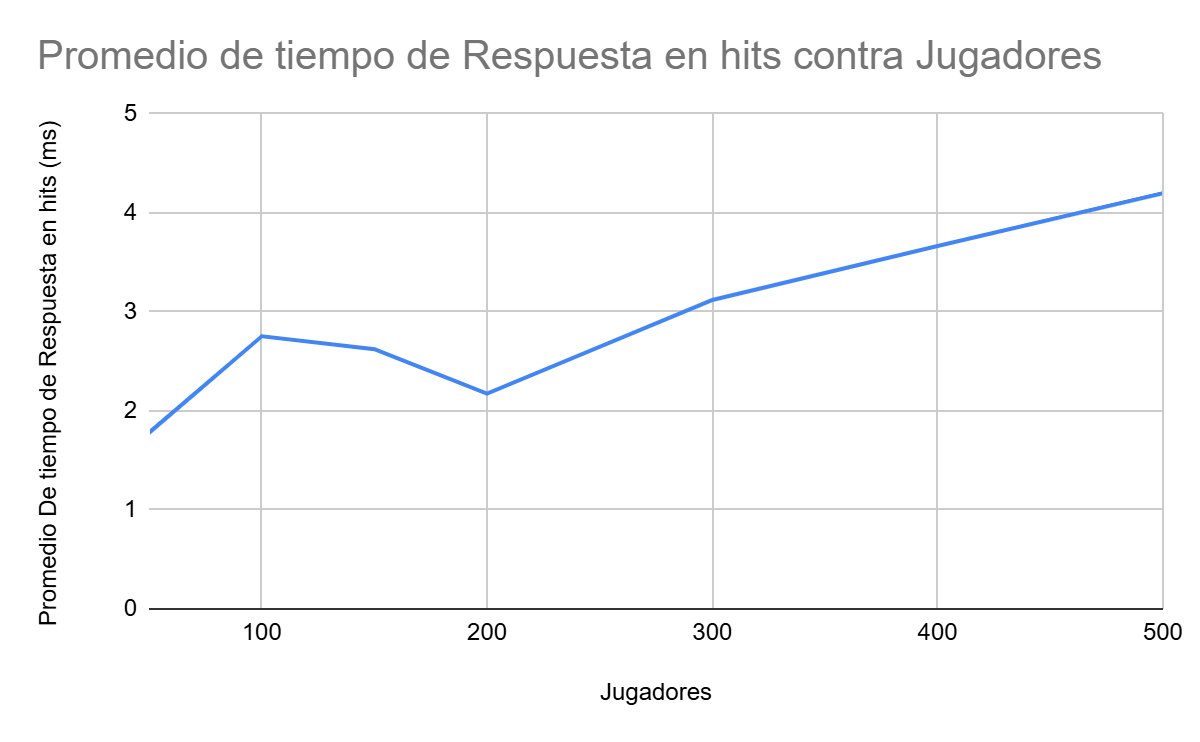 Promedio de tiempo de Respuesta en hits contra Jugadores
Promedio De tiempo de Respuesta en hits (ms)
5
4
3
2
1
0
100 200 300 400 500
Jugadores